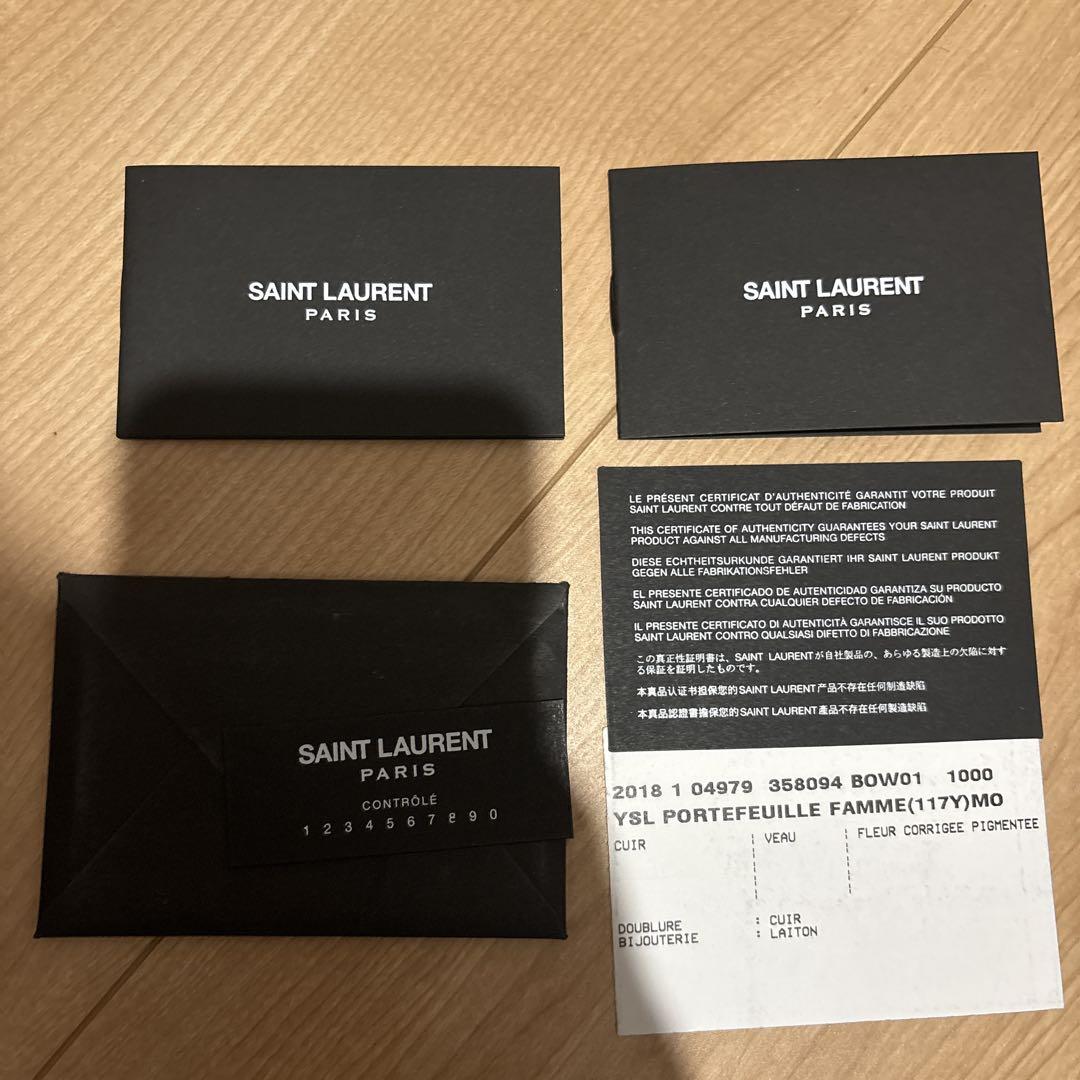 SAINT LAURENT
PARIS
SAINT LAURENT
PARIS
SAINT LAURENT
PARIS
CONTRÔLÉ
1 2 3 4 5 6 7 8 9 0
LE PRÉSENT CERTIFICAT D'AUTHENTICITÉ GARANTIT VOTRE PRODUIT
SAINT LAURENT CONTRE TOUT DÉFAUT DE FABRICATION
THIS CERTIFICATE OF AUTHENTICITY GUARANTEES YOUR SAINT LAURENT
PRODUCT AGAINST ALL MANUFACTURING DEFECTS
DIESE ECHTHEITSURKUNDE GARANTIERT IHR SAINT LAURENT PRODUKT
GEGEN ALLE FABRIKATIONSFEHLER
EL PRESENTE CERTIFICADO DE AUTENTICIDAD GARANTIZA SU PRODUCTO
SAINT LAURENT CONTRA CUALQUIER DEFECTO DE FABRICACIÓN
IL PRESENTE CERTIFICATO DI AUTENTICITÀ GARANTISCE IL SUO PRODOTTO
SAINT LAURENT CONTRO QUALSIASI DIFETTO DI FABBRICAZIONE
この真正性証明書は、SAINT LAURENTが自社製品の、あらゆる製造上の欠陥に対す
る保証を証明したものです。
本真品认证书担保您的SAINT LAURENT产品不存在任何制造缺陷
本真品認證書擔保您的SAINT LAURENT產品不存在任何製造缺陷
2018 1 04979 358094 BOW01 1000
YSL PORTEFEUILLE FAMME(117Y)MO
CUIR ¦ VEAU ¦ FLEUR CORRIGEE PIGMENTEE
DOUBLURE : CUIR
BIJOUTERIE : LAITON